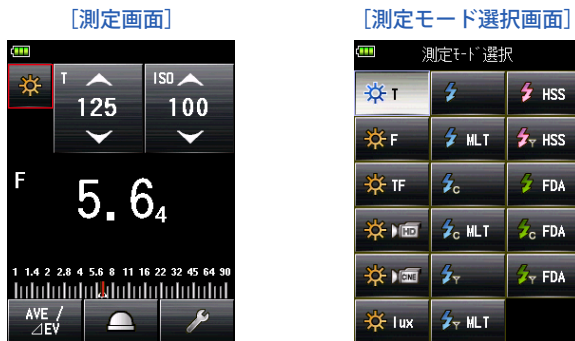 [測定画面]
T
ISO
125
100
F
5.6₄
1 1.4 2 2.8 4 5.6 8 11 16 22 32 45 64 90
AVE /
⊿EV
[測定モード選択画面]
測定ﾓｰﾄﾞ選択
T
HSS
F
MLT
HSS
TF
C
FDA
HD
C MLT
C FDA
CINE
FDA
lux
MLT